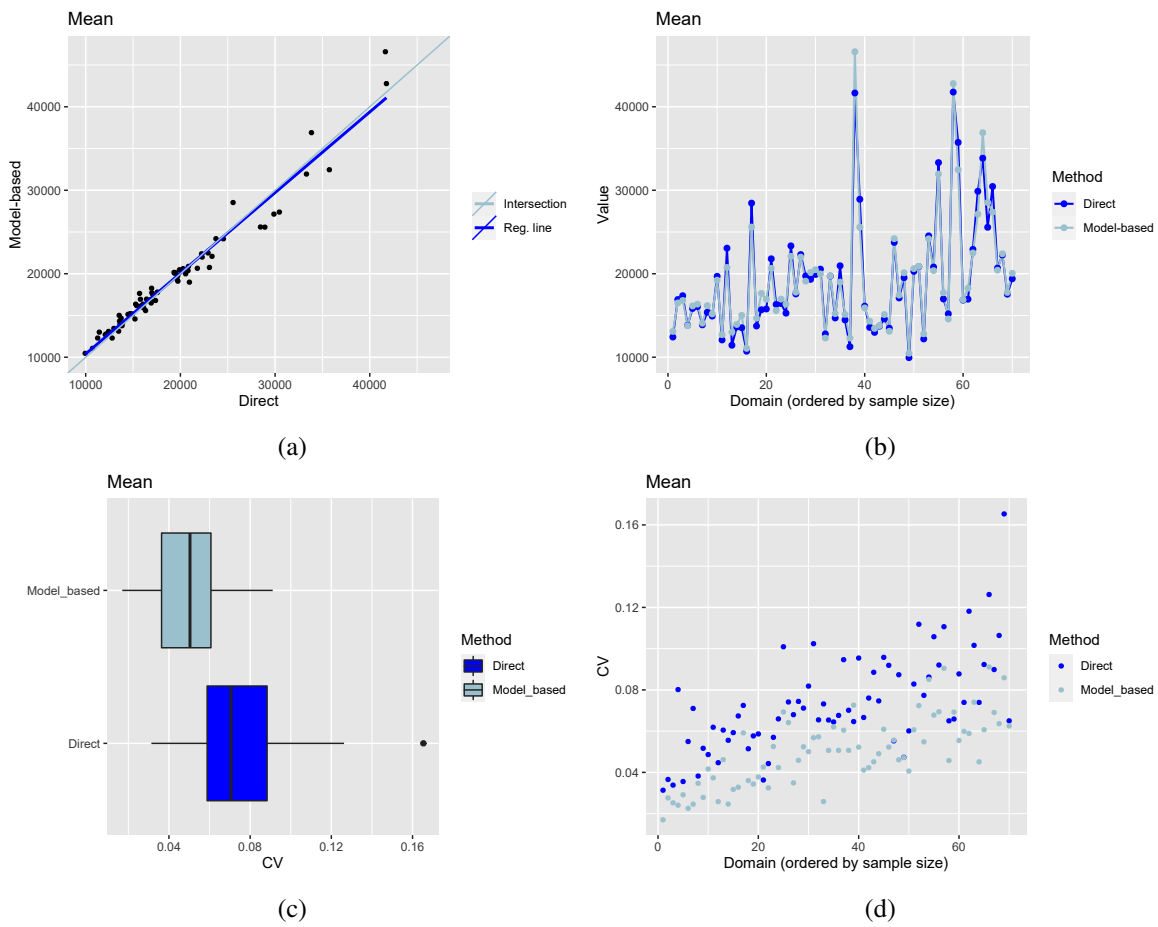 Mean
40000
30000
20000
10000
10000 20000 30000 40000
Direct
Model-based
Intersection
Reg. line
(a)
Mean
40000
30000
20000
10000
0 20 40 60
Domain (ordered by sample size)
Value
Method
Direct
Model-based
(b)
Mean
Model_based
Direct
0.04 0.08 0.12 0.16
CV
Method
Direct
Model_based
(c)
Mean
0.16
0.12
0.08
0.04
0 20 40 60
Domain (ordered by sample size)
CV
Method
Direct
Model_based
(d)